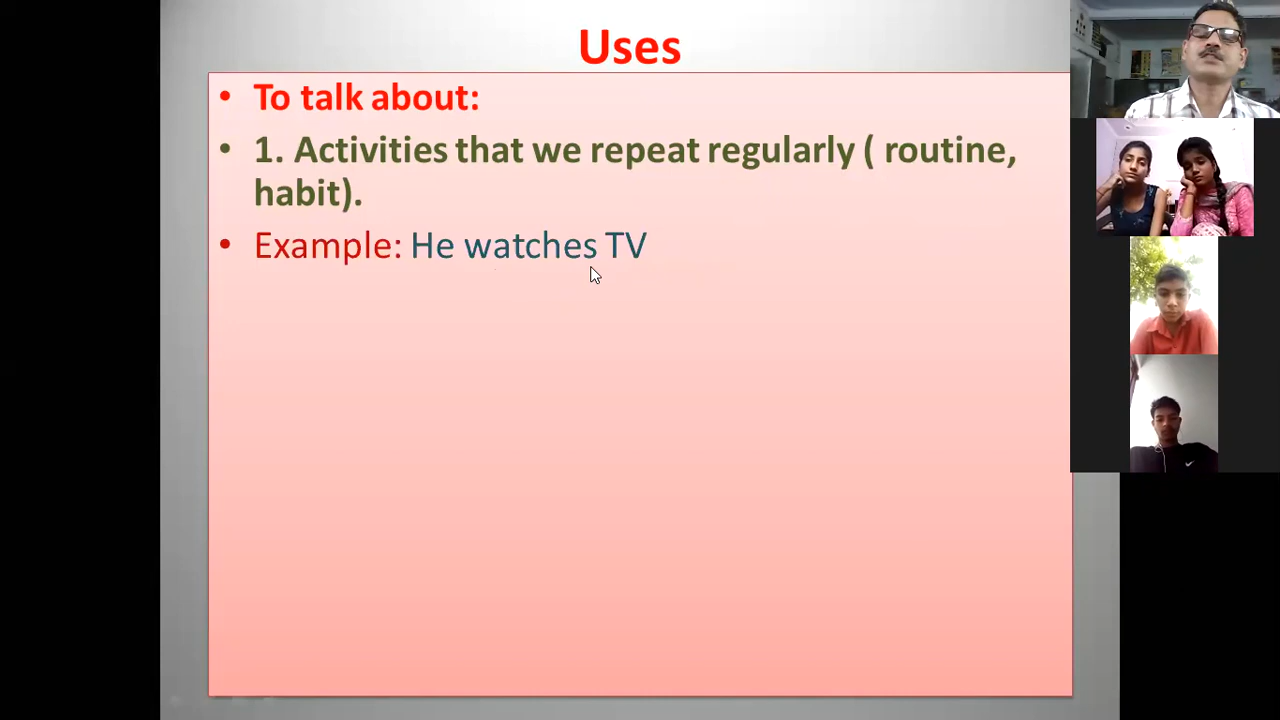 Uses
• To talk about:
• 1. Activities that we repeat regularly ( routine,
habit).
• Example: He watches TV